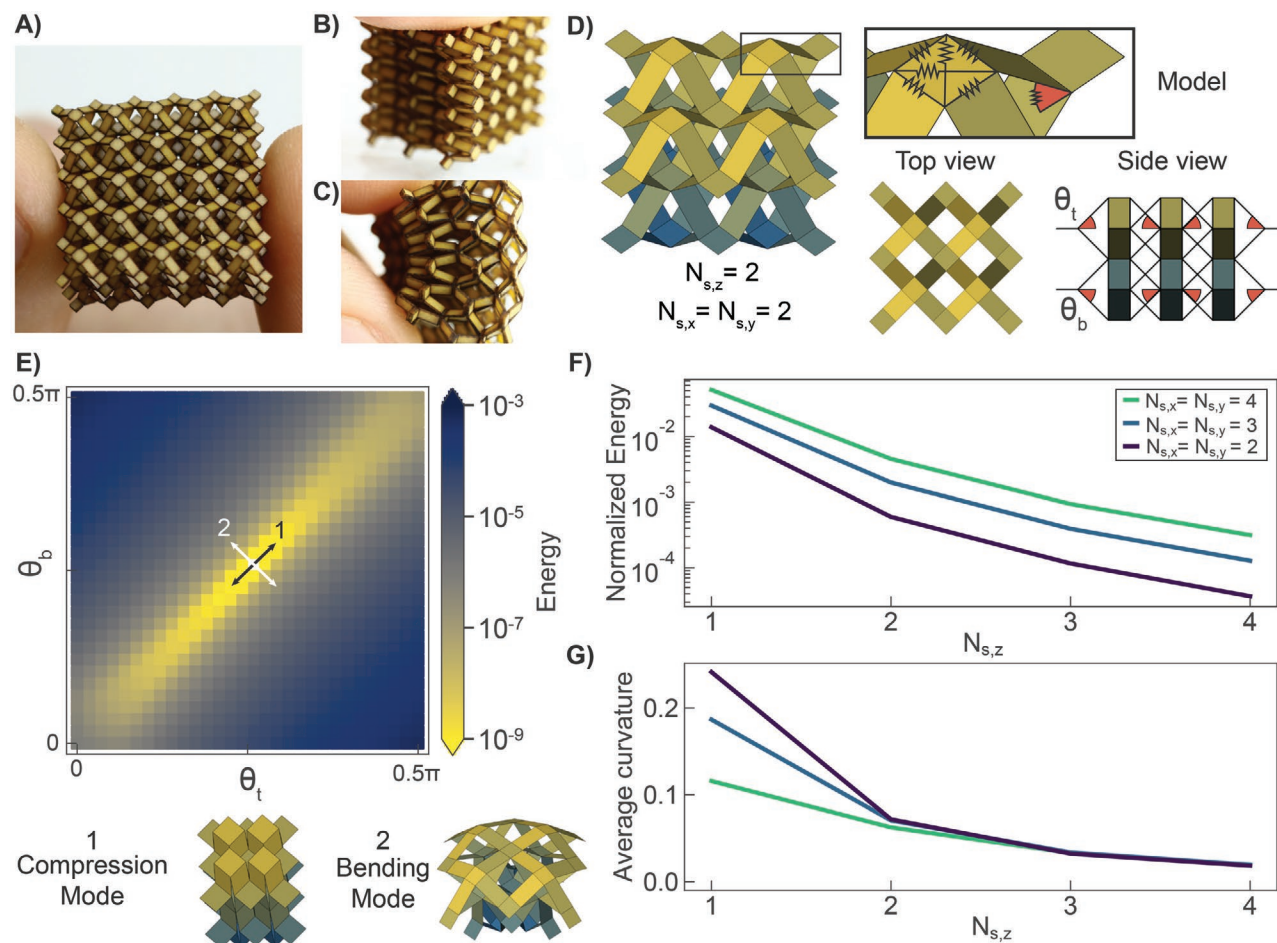 A)
B)
C)
D)
Model
Top view
Side view
θt
θb
Ns,z= 2
Ns,x= Ns,y= 2
E)
0.5π
θb
0
0
θt
0.5π
2
1
10-3
10-5
10-7
10-9
Energy
1
Compression
Mode
2
Bending
Mode
F)
Normalized Energy
10-2
10-3
10-4
Ns,x= Ns,y= 4
Ns,x= Ns,y= 3
Ns,x= Ns,y= 2
1
2
3
4
Ns,z
G)
Average curvature
0.2
0.1
0.0
1
2
3
4
Ns,z